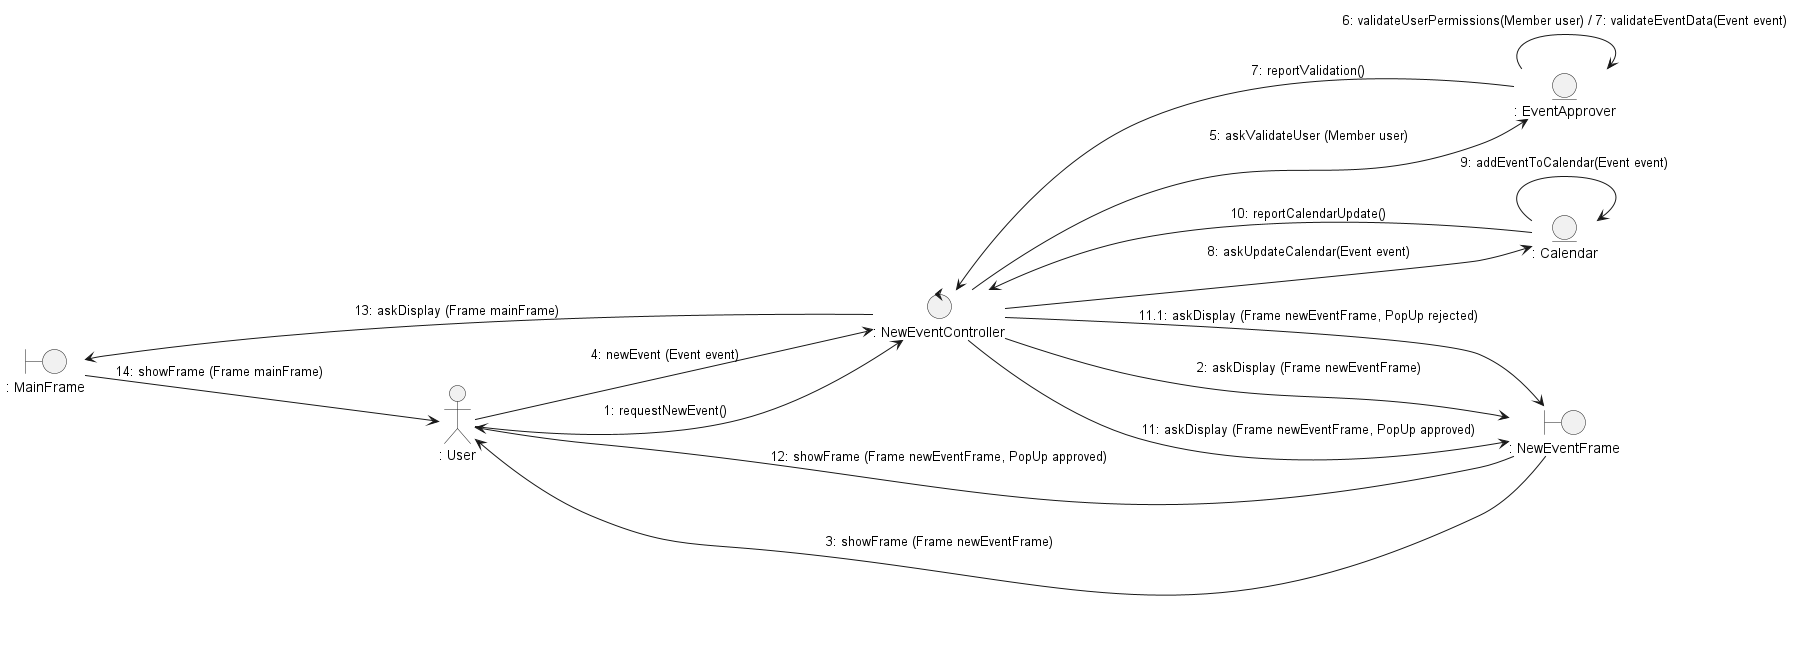 6: validateUserPermissions(Member user) / 7: validateEventData(Event event)
7: reportValidation()
: EventApprover
5: askValidateUser (Member user)
9: addEventToCalendar(Event event)
10: reportCalendarUpdate()
8: askUpdateCalendar(Event event)
: Calendar
13: askDisplay (Frame mainFrame)
11.1: askDisplay (Frame newEventFrame, PopUp rejected)
: NewEventController
4: newEvent (Event event)
2: askDisplay (Frame newEventFrame)
14: showFrame (Frame mainFrame)
: MainFrame
1: requestNewEvent()
11: askDisplay (Frame newEventFrame, PopUp approved)
: NewEventFrame
: User
12: showFrame (Frame newEventFrame, PopUp approved)
3: showFrame (Frame newEventFrame)